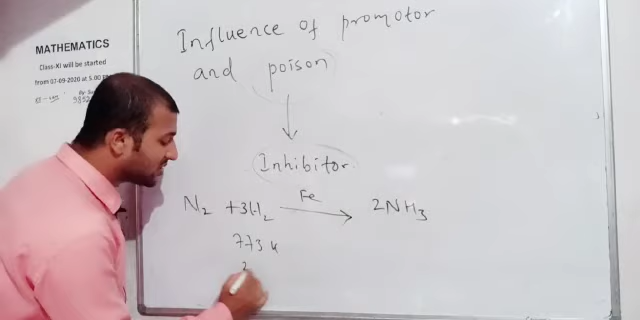 MATHEMATICS
Class-XI will be started
from 07-09-2020 at 5.00
Influence of promotor
and poison
Inhibitor
Fe
N₂ + 3H₂ → 2NH₃
773 K